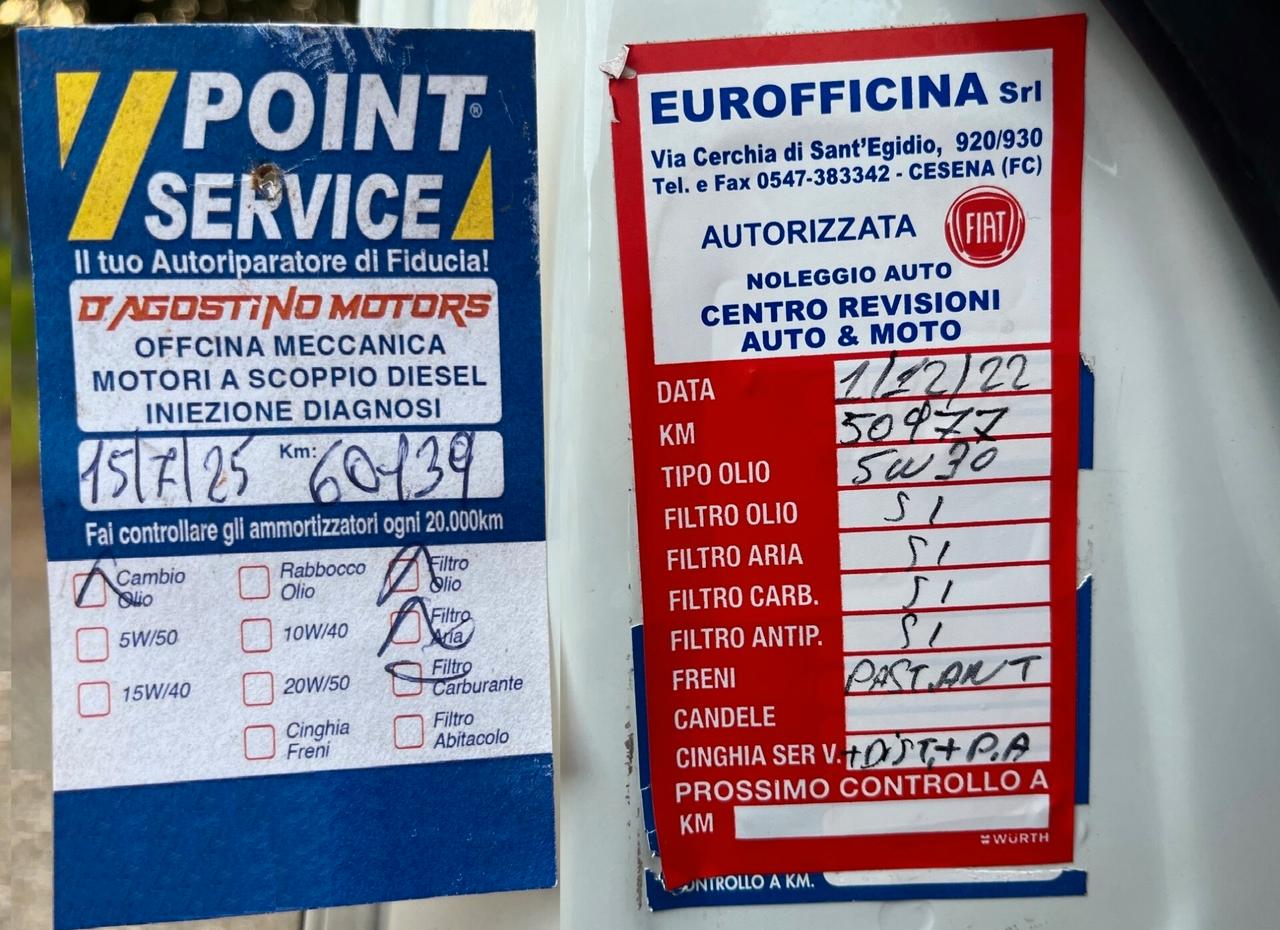 POINT®
SERVICE
Il tuo Autoriparatore di Fiducia!
D'AGOSTINO MOTORS
OFFCINA MECCANICA
MOTORI A SCOPPIO DIESEL
INIEZIONE DIAGNOSI
15/7/25 Km: 60439
Fai controllare gli ammortizzatori ogni 20.000km
Cambio Olio
Rabbocco Olio
Filtro Olio
5W/50
10W/40
Filtro Aria
15W/40
20W/50
Filtro Carburante
Cinghia Freni
Filtro Abitacolo
EUROFFICINA Srl
Via Cerchia di Sant'Egidio, 920/930
Tel. e Fax 0547-383342 - CESENA (FC)
AUTORIZZATA FIAT
NOLEGGIO AUTO
CENTRO REVISIONI
AUTO & MOTO
DATA 1/12/22
KM 50977
TIPO OLIO 5W30
FILTRO OLIO SI
FILTRO ARIA SI
FILTRO CARB. SI
FILTRO ANTIP. SI
FRENI PAST.ANT
CANDELE
CINGHIA SERV. +DIST.+P.A
PROSSIMO CONTROLLO A
KM
WÜRTH
ONTROLLO A KM.